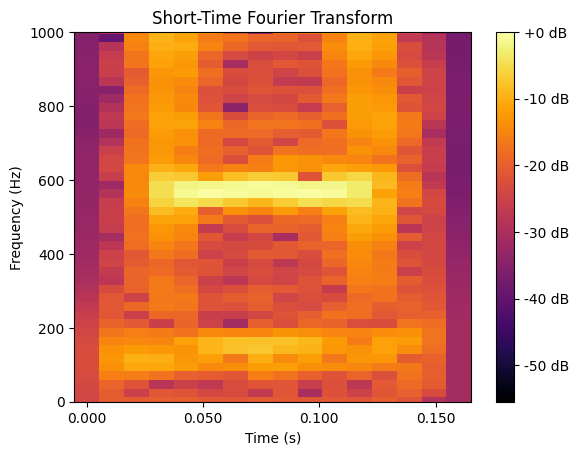 Short-Time Fourier Transform
1000
800
600
400
200
0
Frequency (Hz)
0.000
0.050
0.100
0.150
Time (s)
+0 dB
-10 dB
-20 dB
-30 dB
-40 dB
-50 dB